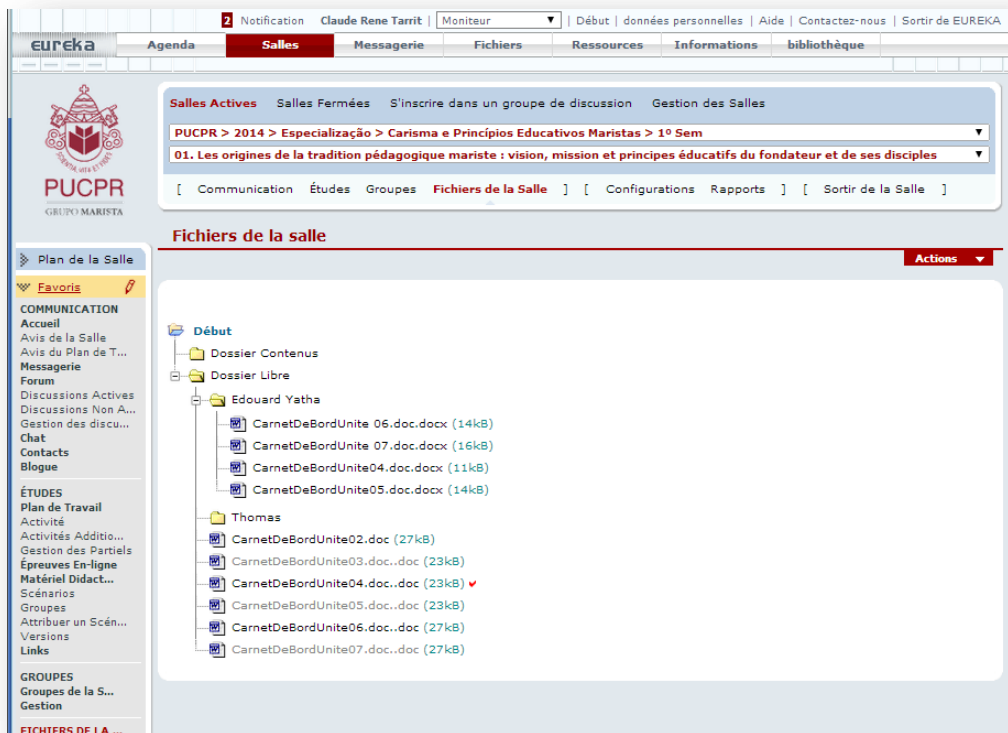 2 Notification Claude Rene Tarrit | Moniteur ▼ | Début | données personnelles | Aide | Contactez-nous | Sortir de EUREKA
eureka Agenda Salles Messagerie Fichiers Ressources Informations bibliothèque
Salles Actives Salles Fermées S'inscrire dans un groupe de discussion Gestion des Salles
PUCPR > 2014 > Especialização > Carisma e Princípios Educativos Maristas > 1º Sem
01. Les origines de la tradition pédagogique mariste : vision, mission et principes éducatifs du fondateur et de ses disciples
[ Communication Études Groupes Fichiers de la Salle ] [ Configurations Rapports ] [ Sortir de la Salle ]
PUCPR
GRUPO MARISTA
Fichiers de la salle
Actions
Plan de la Salle
Favoris
COMMUNICATION
Accueil
Avis de la Salle
Avis du Plan de T...
Messagerie
Forum
Discussions Actives
Discussions Non A...
Gestion des discu...
Chat
Contacts
Blogue
ÉTUDES
Plan de Travail
Activité
Activités Additio...
Gestion des Partiels
Épreuves En-ligne
Matériel Didact...
Scénarios
Groupes
Attribuer un Scén...
Versions
Links
GROUPES
Groupes de la S...
Gestion
FICHIERS DE LA ...
Début
Dossier Contenus
Dossier Libre
Edouard Yatha
CarnetDeBordUnite 06.doc.docx (14kB)
CarnetDeBordUnite 07.docx (16kB)
CarnetDeBordUnite04.doc.docx (11kB)
CarnetDeBordUnite05.doc.docx (14kB)
Thomas
CarnetDeBordUnite02.doc (27kB)
CarnetDeBordUnite03.doc..doc (23kB)
CarnetDeBordUnite04.doc..doc (23kB)
CarnetDeBordUnite05.doc..doc (23kB)
CarnetDeBordUnite06.doc..doc (27kB)
CarnetDeBordUnite07.doc..doc (27kB)